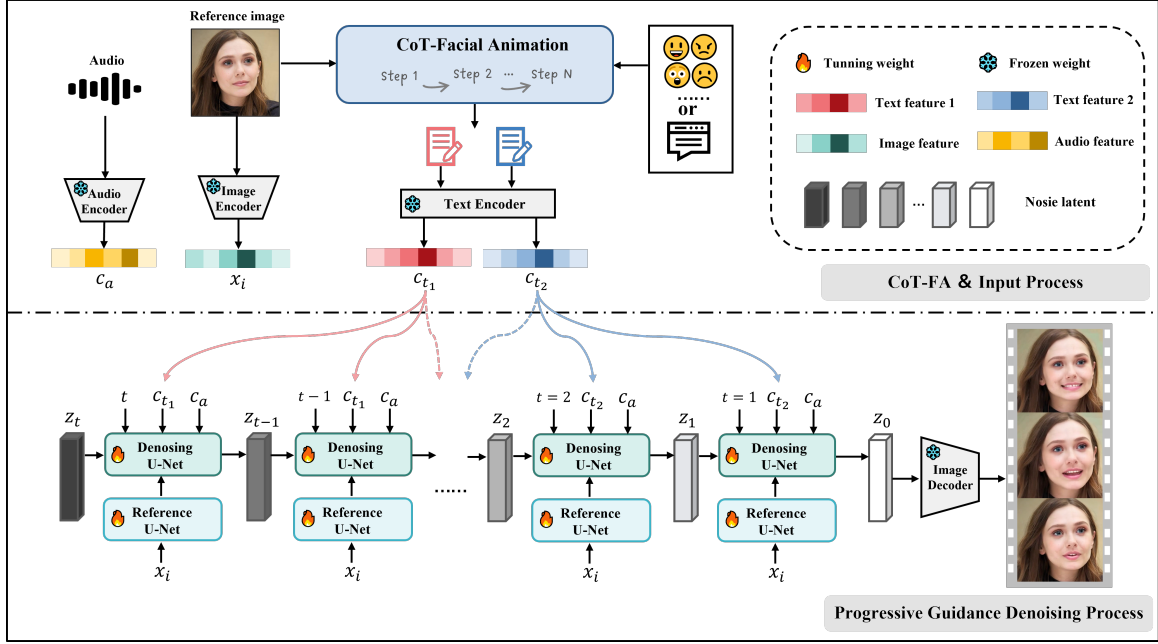 Reference image
Audio
CoT-Facial Animation
Step 1
Step 2
...
Step N
......
or
Tunning weight
Frozen weight
Text feature 1
Text feature 2
Image feature
Audio feature
...
Nosie latent
Audio
Encoder
Image
Encoder
Text Encoder
c_a
x_i
c_{t_1}
c_{t_2}
CoT-FA & Input Process
t
c_{t_1}
c_a
t − 1
c_{t_1}
c_a
t = 2
c_{t_2}
c_a
t = 1
c_{t_2}
c_a
z_t
z_{t−1}
z_2
z_1
z_0
Denosing
U-Net
Denosing
U-Net
Denosing
U-Net
Denosing
U-Net
Image
Decoder
......
Reference
U-Net
Reference
U-Net
Reference
U-Net
Reference
U-Net
x_i
x_i
x_i
x_i
Progressive Guidance Denoising Process